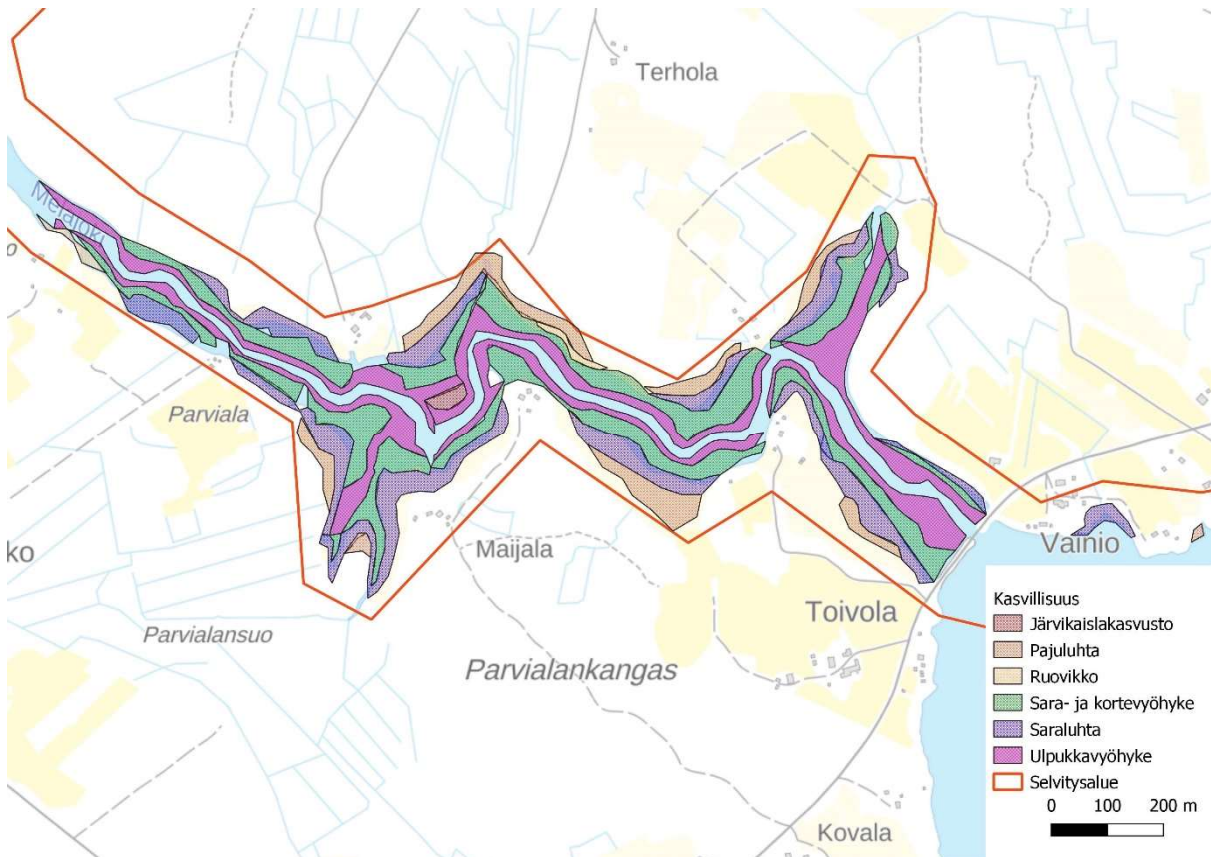 Terhola
Melajoki
Parviala
ko
Maijala
Vainio
Toivola
Parvialansuo
Parvialankangas
Kovala
Kasvillisuus
Järvikaislakasvusto
Pajuluhta
Ruovikko
Sara- ja kortevyöhyke
Saraluhta
Ulpukkavyöhyke
Selvitysalue
0 100 200 m